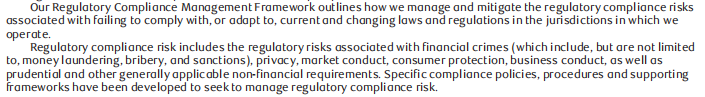 Our Regulatory Compliance Management Framework outlines how we manage and mitigate the regulatory compliance risks
associated with failing to comply with, or adapt to, current and changing laws and regulations in the jurisdictions in which we
operate.
Regulatory compliance risk includes the regulatory risks associated with financial crimes (which include, but are not limited
to, money laundering, bribery, and sanctions), privacy, market conduct, consumer protection, business conduct, as well as
prudential and other generally applicable non-financial requirements. Specific compliance policies, procedures and supporting
frameworks have been developed to seek to manage regulatory compliance risk.